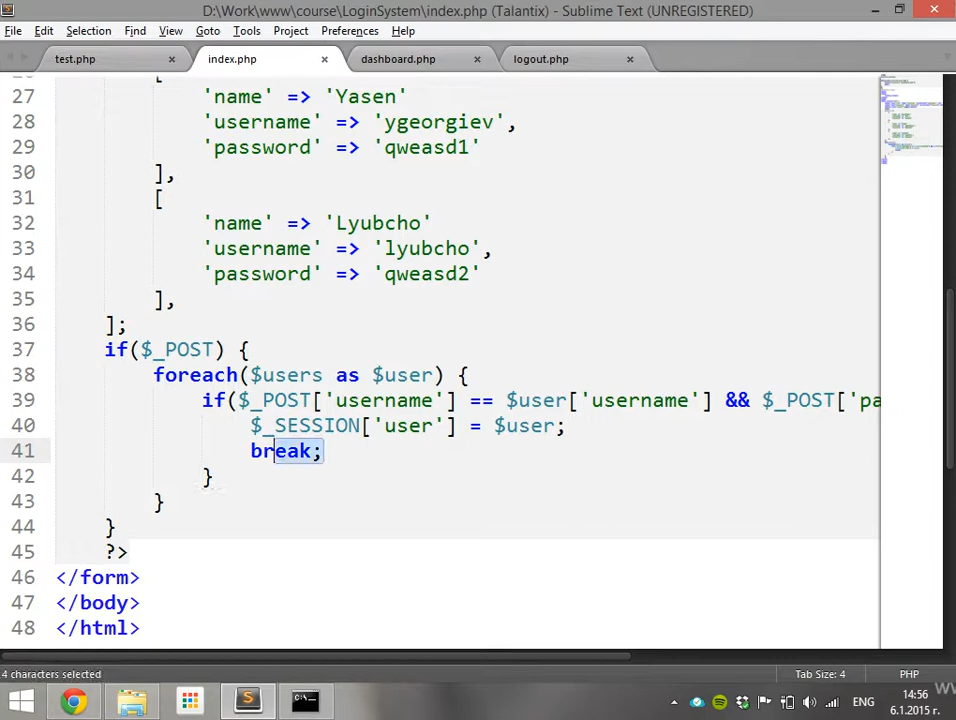 D:\Work\www\course\LoginSystem\index.php (Talantix) - Sublime Text (UNREGISTERED)
File Edit Selection Find View Goto Tools Project Preferences Help
test.php index.php dashboard.php logout.php
27 'name' => 'Yasen'
28 'username' => 'ygeorgiev',
29 'password' => 'qweasd1'
30 ],
31 [
32 'name' => 'Lyubcho'
33 'username' => 'lyubcho',
34 'password' => 'qweasd2'
35 ],
36 ];
37 if($_POST) {
38 foreach($users as $user) {
39 if($_POST['username'] == $user['username'] && $_POST['pa
40 $_SESSION['user'] = $user;
41 break;
42 }
43 }
44 }
45 ?>
46 </form>
47 </body>
48 </html>
4 characters selected Tab Size: 4 PHP
ENG 14:56
6.1.2015 г.